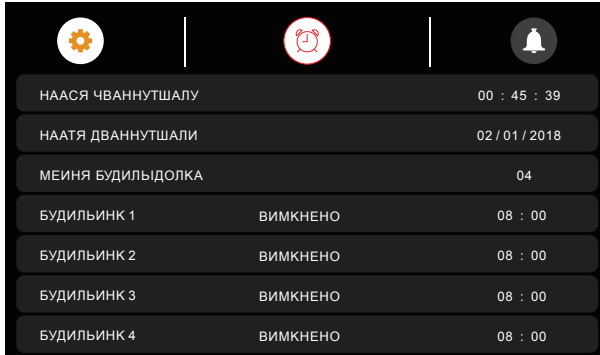 НААСЯ ЧВАННУТШАЛУ 00 : 45 : 39
НААТЯ ДВАННУТШАЛИ 02 / 01 / 2018
МЕИНЯ БУДИЛЫДОЛКА 04
БУДИЛЬИНК 1 ВИМКНЕНО 08 : 00
БУДИЛЬИНК 2 ВИМКНЕНО 08 : 00
БУДИЛЬИНК 3 ВИМКНЕНО 08 : 00
БУДИЛЬИНК 4 ВИМКНЕНО 08 : 00